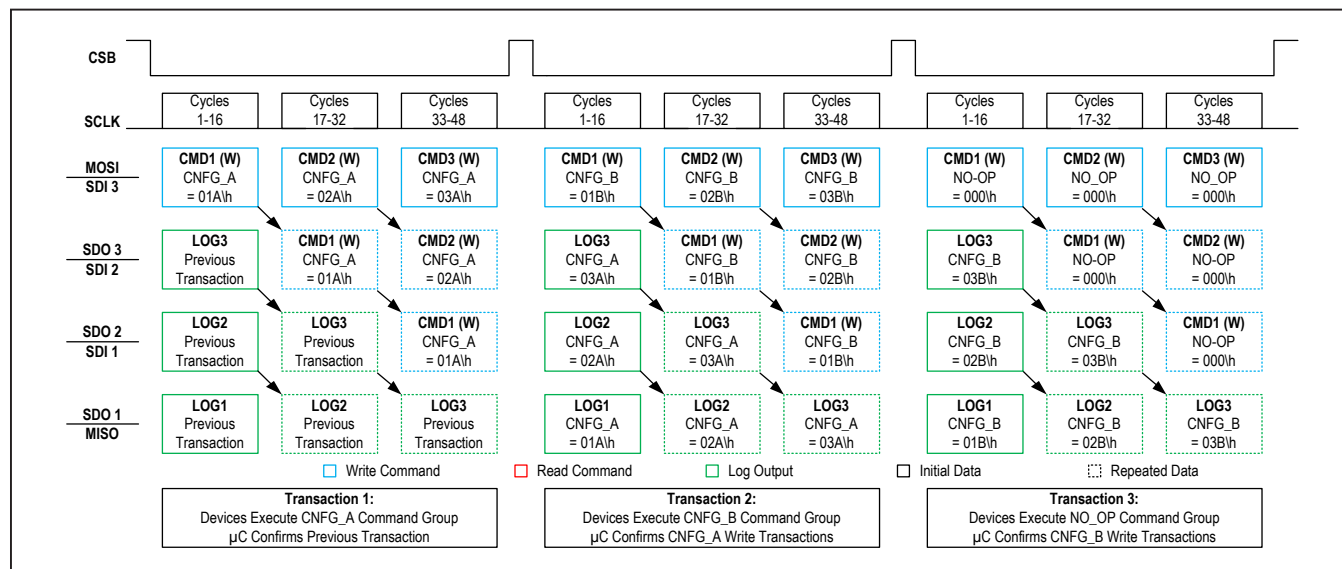 CSB
SCLK
Cycles 1-16
Cycles 17-32
Cycles 33-48
Cycles 1-16
Cycles 17-32
Cycles 33-48
Cycles 1-16
Cycles 17-32
Cycles 33-48
MOSI
SDI 3
CMD1 (W)
CNFG_A
= 01A\h
CMD2 (W)
CNFG_A
= 02A\h
CMD3 (W)
CNFG_A
= 03A\h
CMD1 (W)
CNFG_B
= 01B\h
CMD2 (W)
CNFG_B
= 02B\h
CMD3 (W)
CNFG_B
= 03B\h
CMD1 (W)
NO-OP
= 000\h
CMD2 (W)
NO_OP
= 000\h
CMD3 (W)
NO_OP
= 000\h
SDO 3
SDI 2
LOG3
Previous
Transaction
CMD1 (W)
CNFG_A
= 01A\h
CMD2 (W)
CNFG_A
= 02A\h
LOG3
CNFG_A
= 03A\h
CMD1 (W)
CNFG_B
= 01B\h
CMD2 (W)
CNFG_B
= 02B\h
LOG3
CNFG_B
= 03B\h
CMD1 (W)
NO-OP
= 000\h
CMD2 (W)
NO-OP
= 000\h
SDO 2
SDI 1
LOG2
Previous
Transaction
LOG3
Previous
Transaction
CMD1 (W)
CNFG_A
= 01A\h
LOG2
CNFG_A
= 02A\h
LOG3
CNFG_A
= 03A\h
CMD1 (W)
CNFG_B
= 01B\h
LOG2
CNFG_B
= 02B\h
LOG3
CNFG_B
= 03B\h
CMD1 (W)
NO-OP
= 000\h
SDO 1
MISO
LOG1
Previous
Transaction
LOG2
Previous
Transaction
LOG3
Previous
Transaction
LOG1
CNFG_A
= 01A\h
LOG2
CNFG_A
= 02A\h
LOG3
CNFG_A
= 03A\h
LOG1
CNFG_B
= 01B\h
LOG2
CNFG_B
= 02B\h
LOG3
CNFG_B
= 03B\h
Write Command
Read Command
Log Output
Initial Data
Repeated Data
Transaction 1:
Devices Execute CNFG_A Command Group
µC Confirms Previous Transaction
Transaction 2:
Devices Execute CNFG_B Command Group
µC Confirms CNFG_A Write Transactions
Transaction 3:
Devices Execute NO_OP Command Group
µC Confirms CNFG_B Write Transactions